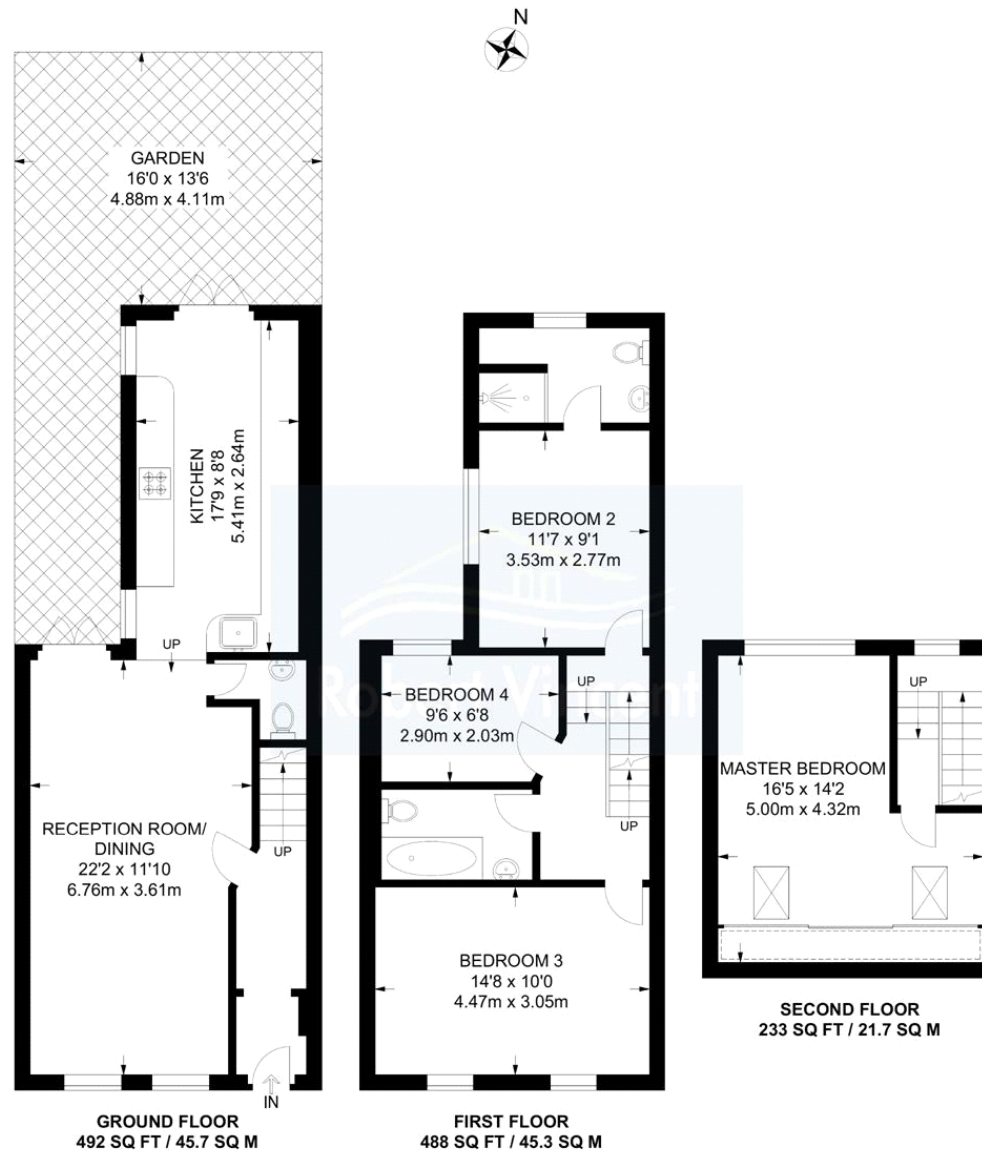 N
GARDEN
16'0 x 13'6
4.88m x 4.11m
KITCHEN
17'9 x 8'8
5.41m x 2.64m
UP
RECEPTION ROOM/
DINING
22'2 x 11'10
6.76m x 3.61m
UP
IN
GROUND FLOOR
492 SQ FT / 45.7 SQ M
BEDROOM 2
11'7 x 9'1
3.53m x 2.77m
BEDROOM 4
9'6 x 6'8
2.90m x 2.03m
UP
UP
BEDROOM 3
14'8 x 10'0
4.47m x 3.05m
FIRST FLOOR
488 SQ FT / 45.3 SQ M
UP
MASTER BEDROOM
16'5 x 14'2
5.00m x 4.32m
SECOND FLOOR
233 SQ FT / 21.7 SQ M
Robert Vincent